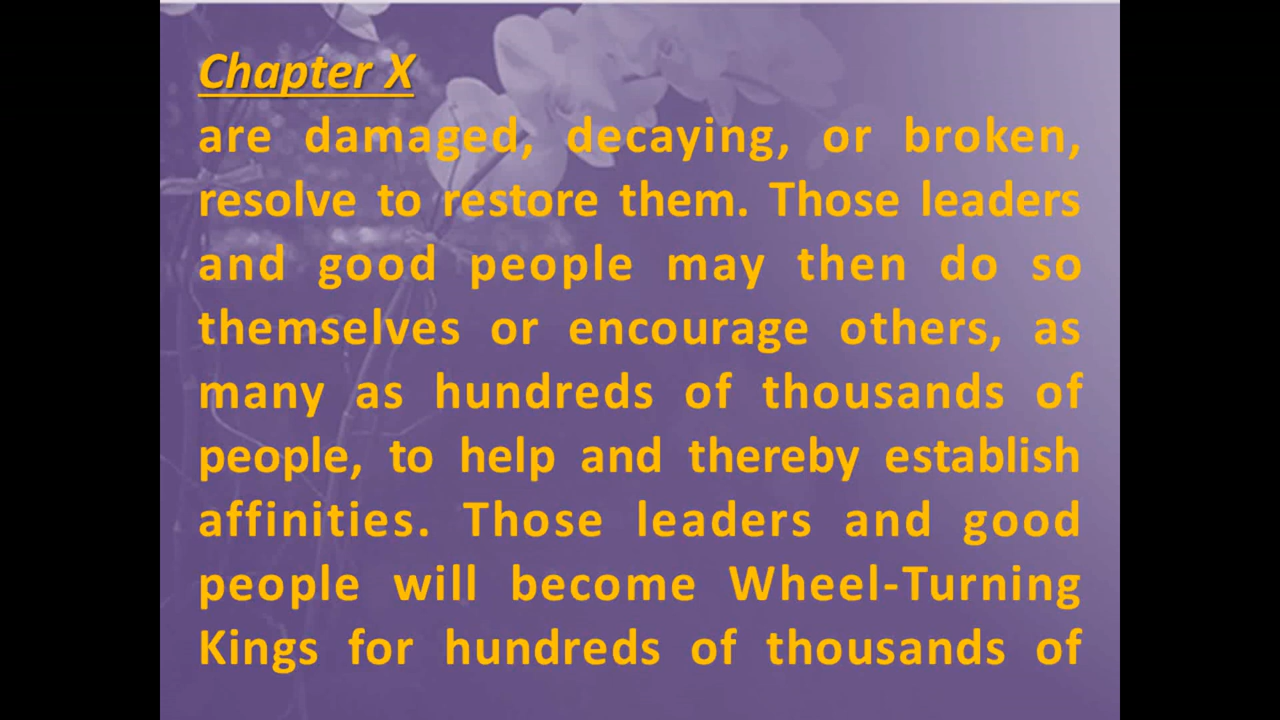 Chapter X
are damaged, decaying, or broken,
resolve to restore them. Those leaders
and good people may then do so
themselves or encourage others, as
many as hundreds of thousands of
people, to help and thereby establish
affinities. Those leaders and good
people will become Wheel-Turning
Kings for hundreds of thousands of